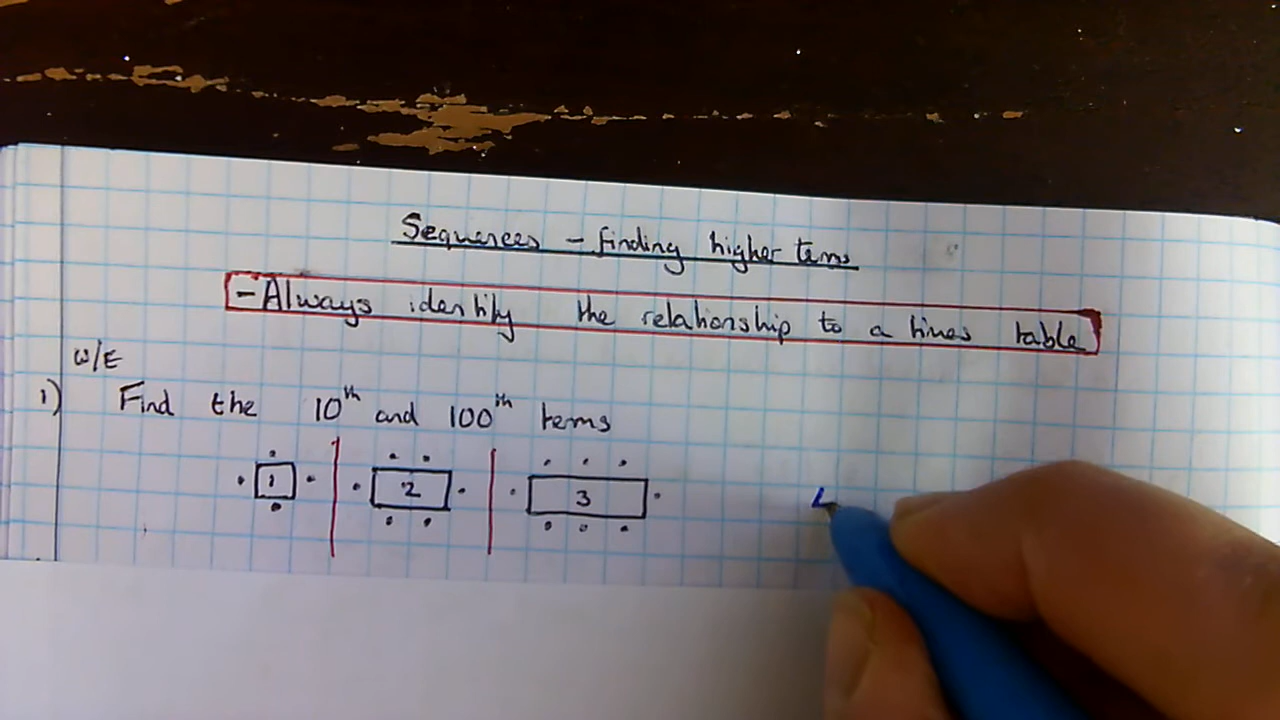 Sequences - finding higher terms
- Always identify the relationship to a times table
W/E
1) Find the 10th and 100th terms
1 2 3